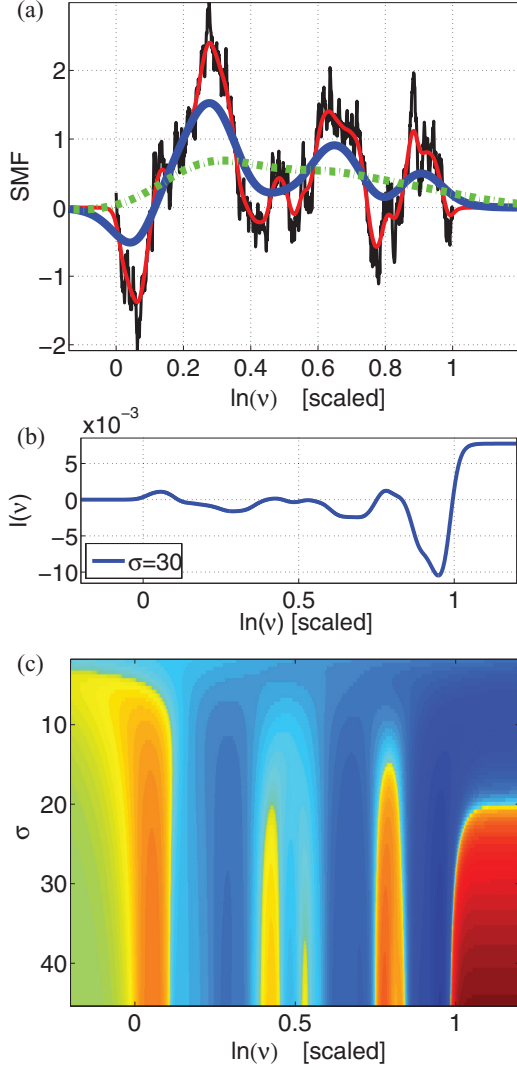 (a)
2
1
0
−1
−2
SMF
0 0.2 0.4 0.6 0.8 1
ln(ν) [scaled]
(b)
x10⁻³
5
0
−5
−10
I(ν)
σ=30
0 0.5 1
ln(ν) [scaled]
(c)
10
20
30
40
σ
0 0.5 1
ln(ν) [scaled]